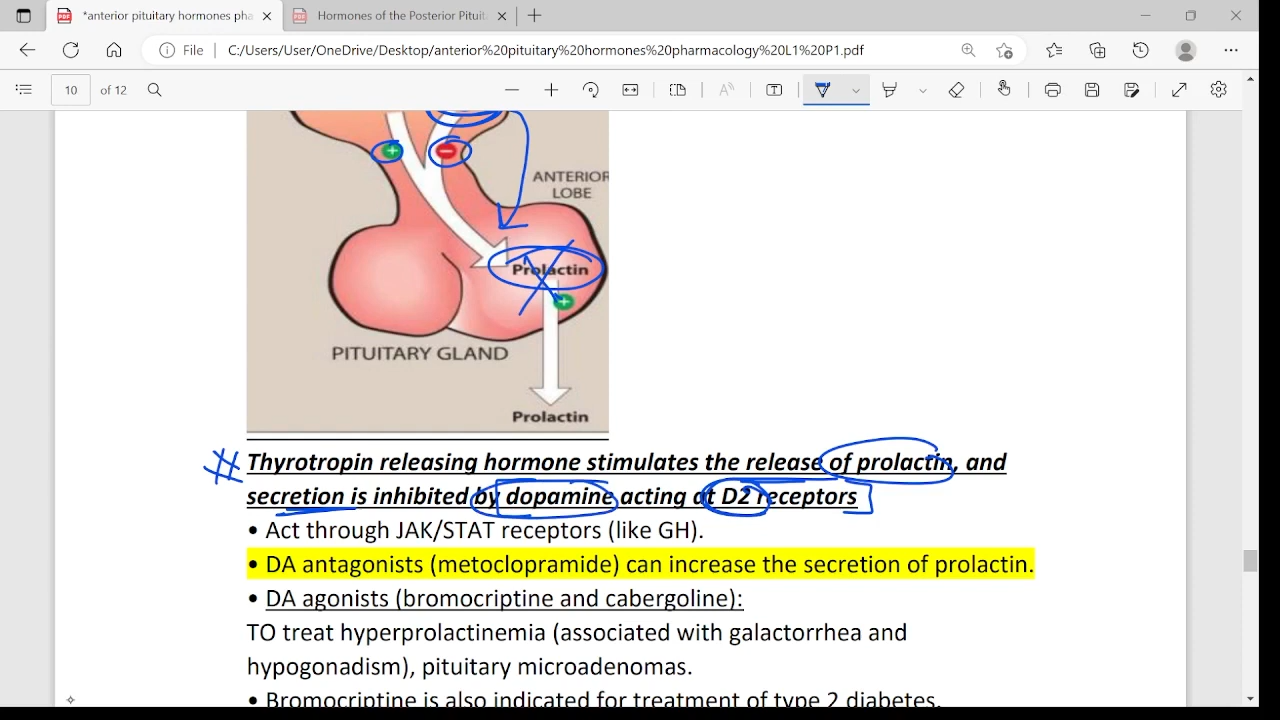 *anterior pituitary hormones pha
Hormones of the Posterior Pituit
File
C:/Users/User/OneDrive/Desktop/anterior%20pituitary%20hormones%20pharmacology%20L1%20P1.pdf
10 of 12
ANTERIOR
LOBE
Prolactin
PITUITARY GLAND
Prolactin
Thyrotropin releasing hormone stimulates the release of prolactin, and
secretion is inhibited by dopamine acting at D2 receptors
• Act through JAK/STAT receptors (like GH).
• DA antagonists (metoclopramide) can increase the secretion of prolactin.
• DA agonists (bromocriptine and cabergoline):
TO treat hyperprolactinemia (associated with galactorrhea and
hypogonadism), pituitary microadenomas.
• Bromocriptine is also indicated for treatment of type 2 diabetes.